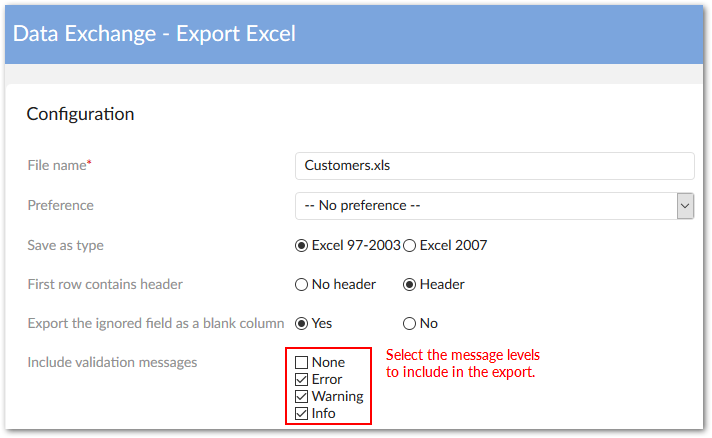 Data Exchange - Export Excel
Configuration
File name* Customers.xls
Preference -- No preference --
Save as type Excel 97-2003 Excel 2007
First row contains header No header Header
Export the ignored field as a blank column Yes No
Include validation messages None
Error
Warning
Info
Select the message levels
to include in the export.